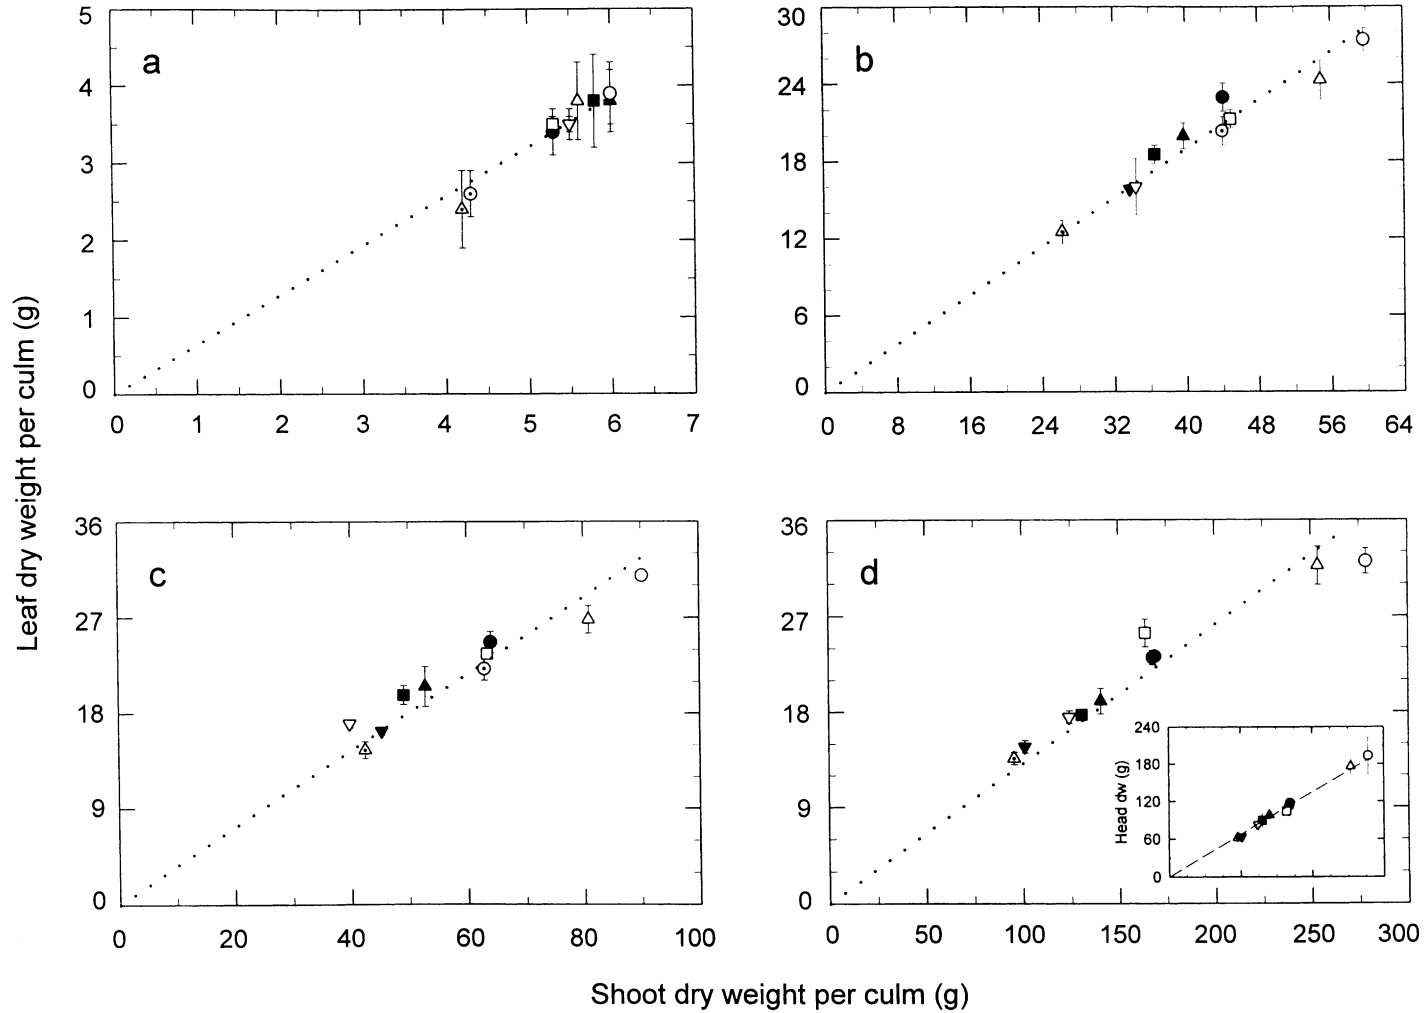 5
4
3
2
1
0
a
0 1 2 3 4 5 6 7
30
24
18
12
6
0
b
0 8 16 24 32 40 48 56 64
Leaf dry weight per culm (g)
36
27
18
9
0
c
0 20 40 60 80 100
36
27
18
9
0
d
240
180
120
60
0
Head dw (g)
0 50 100 150 200 250 300
Shoot dry weight per culm (g)